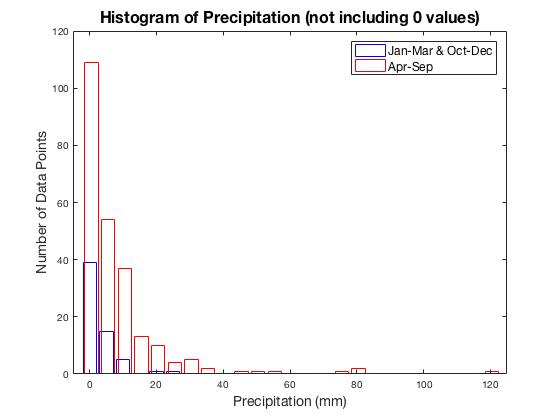 Histogram of Precipitation (not including 0 values)
120
100
80
60
40
20
0
Number of Data Points
Jan-Mar & Oct-Dec
Apr-Sep
0 20 40 60 80 100 120
Precipitation (mm)